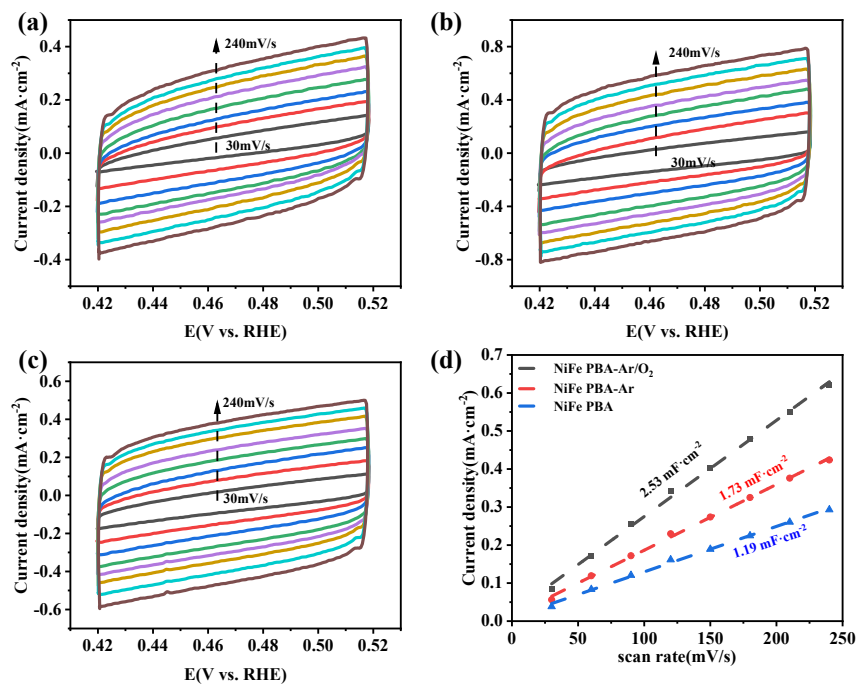 (a)
Current density(mA·cm⁻²)
0.4
0.2
0.0
-0.2
-0.4
240mV/s
30mV/s
0.42 0.44 0.46 0.48 0.50 0.52
E(V vs. RHE)
(b)
Current density(mA·cm⁻²)
0.8
0.4
0.0
-0.4
-0.8
240mV/s
30mV/s
0.42 0.44 0.46 0.48 0.50 0.52
E(V vs. RHE)
(c)
Current density(mA·cm⁻²)
0.6
0.4
0.2
0.0
-0.2
-0.4
-0.6
240mV/s
30mV/s
0.42 0.44 0.46 0.48 0.50 0.52
E(V vs. RHE)
(d)
Current density(mA·cm⁻²)
0.7
0.6
0.5
0.4
0.3
0.2
0.1
0.0
NiFe PBA-Ar/O₂
NiFe PBA-Ar
NiFe PBA
2.53 mF·cm⁻²
1.73 mF·cm⁻²
1.19 mF·cm⁻²
0 50 100 150 200 250
scan rate(mV/s)